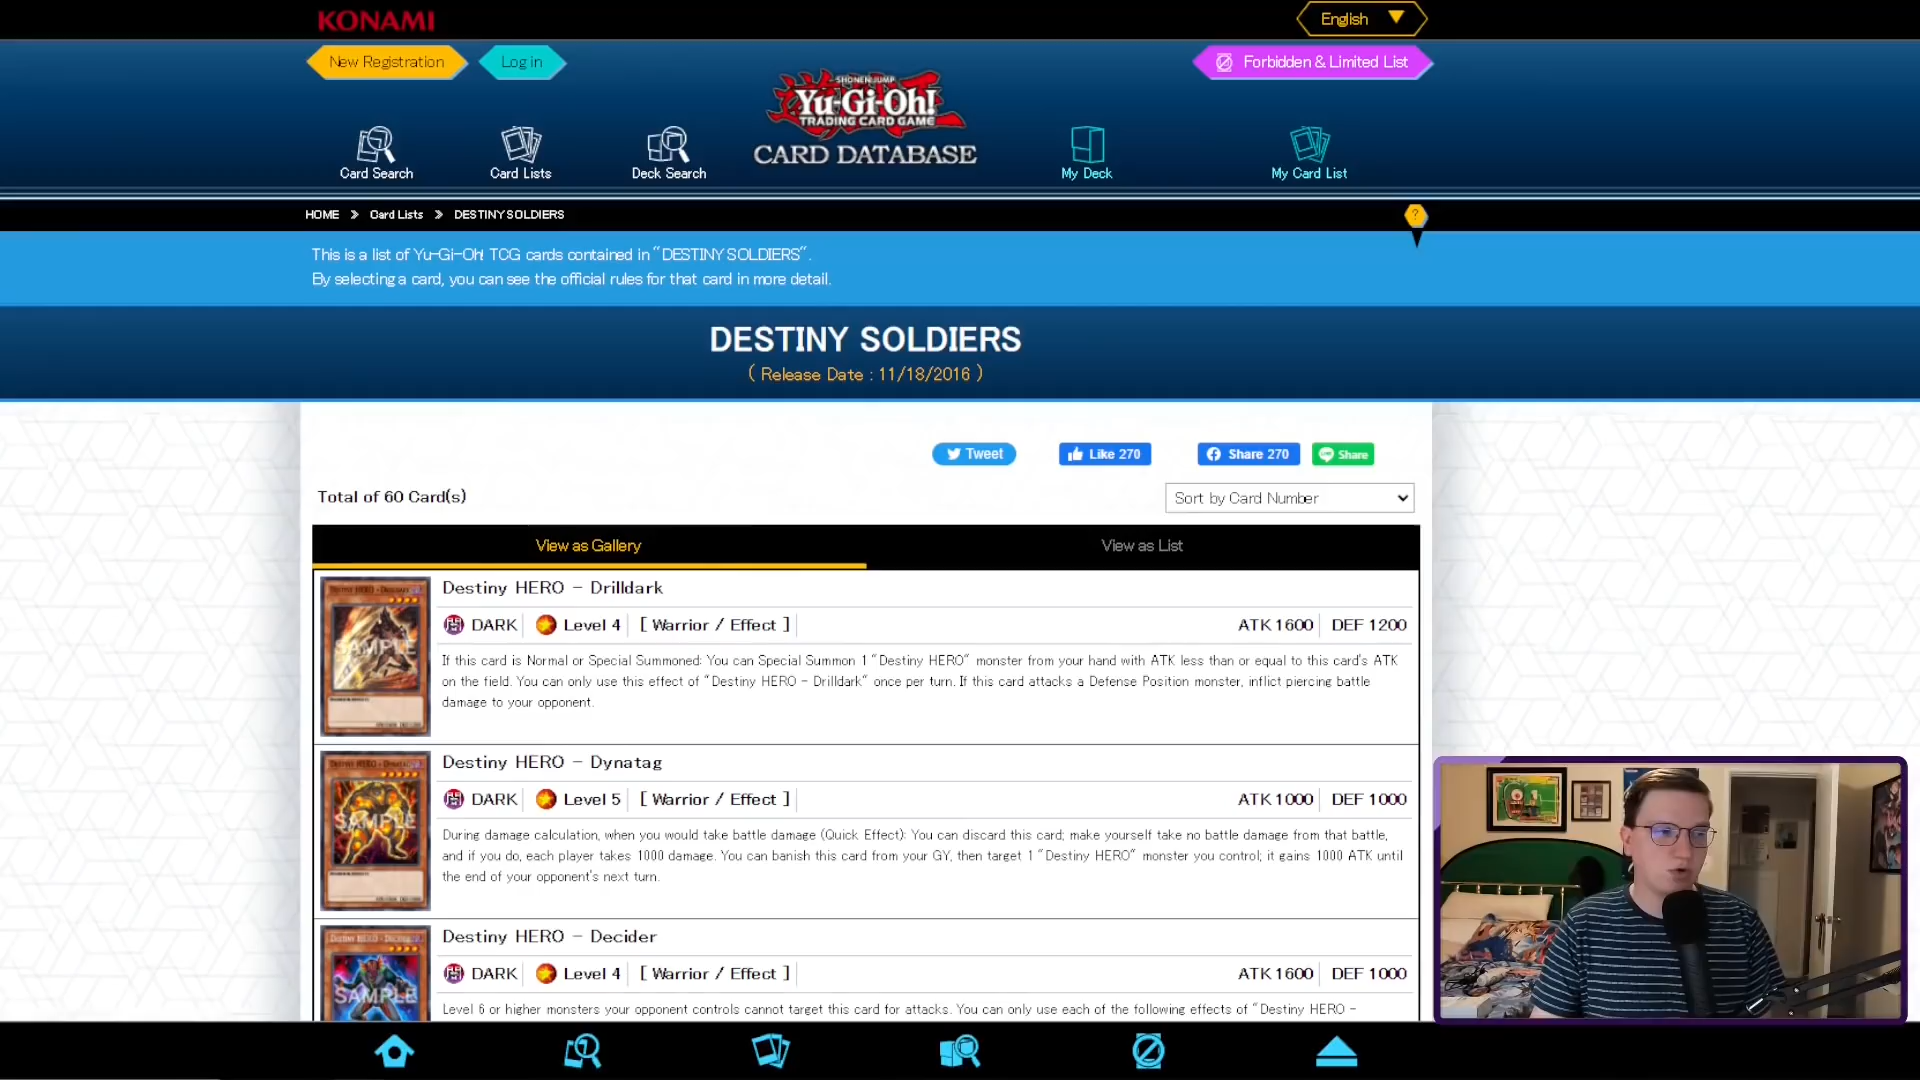 KONAMI
English
New Registration
Log in
Forbidden & Limited List
SHONEN JUMP
Yu-Gi-Oh!
TRADING CARD GAME
CARD DATABASE
Card Search
Card Lists
Deck Search
My Deck
My Card List
HOME » Card Lists » DESTINY SOLDIERS
?
This is a list of Yu-Gi-Oh! TCG cards contained in "DESTINY SOLDIERS".
By selecting a card, you can see the official rules for that card in more detail.
DESTINY SOLDIERS
( Release Date : 11/18/2016 )
Tweet
Like 270
Share 270
Share
Total of 60 Card(s)
Sort by Card Number
View as Gallery
View as List
Destiny HERO - Drilldark
DARK
Level 4
[ Warrior / Effect ]
ATK 1600
DEF 1200
If this card is Normal or Special Summoned: You can Special Summon 1 "Destiny HERO" monster from your hand with ATK less than or equal to this card's ATK
on the field. You can only use this effect of "Destiny HERO - Drilldark" once per turn. If this card attacks a Defense Position monster, inflict piercing battle
damage to your opponent.
SAMPLE
Destiny HERO - Dynatag
DARK
Level 5
[ Warrior / Effect ]
ATK 1000
DEF 1000
During damage calculation, when you would take battle damage (Quick Effect): You can discard this card; make yourself take no battle damage from that battle,
and if you do, each player takes 1000 damage. You can banish this card from your GY, then target 1 "Destiny HERO" monster you control; it gains 1000 ATK until
the end of your opponent's next turn.
SAMPLE
Destiny HERO - Decider
DARK
Level 4
[ Warrior / Effect ]
ATK 1600
DEF 1000
Level 6 or higher monsters your opponent controls cannot target this card for attacks. You can only use each of the following effects of "Destiny HERO -
SAMPLE